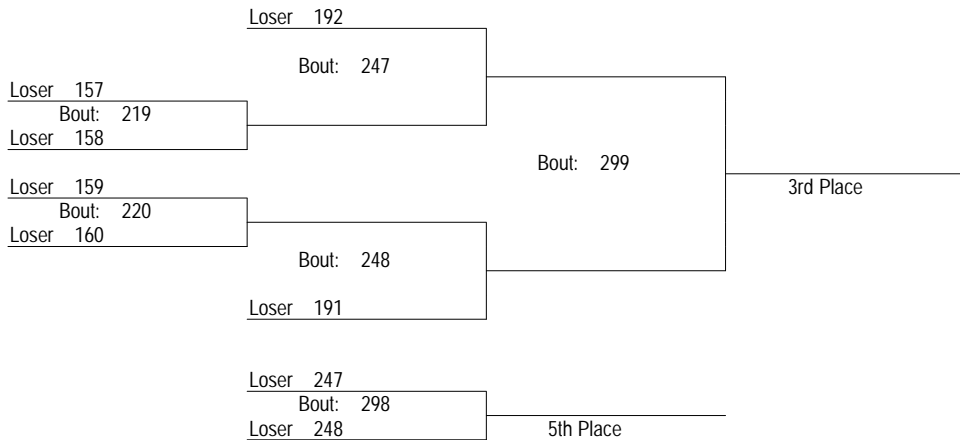 Loser 192
Bout: 247
Loser 157
Bout: 219
Loser 158
Bout: 299
Loser 159
3rd Place
Bout: 220
Loser 160
Bout: 248
Loser 191
Loser 247
Bout: 298
Loser 248
5th Place